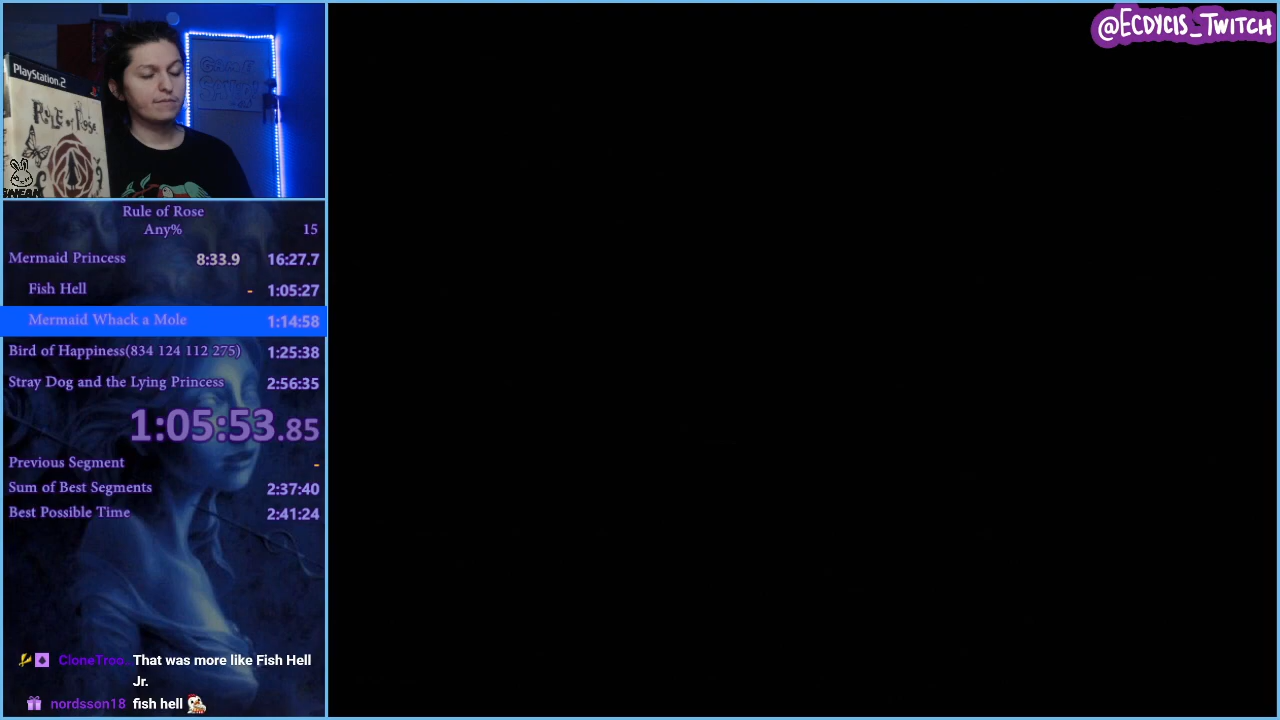 @ECDYCIS_TWITCH
PlayStation.2
RULE of ROSE
GAME
Rule of Rose
Any% 15
Mermaid Princess 8:33.9 16:27.7
Fish Hell - 1:05:27
Mermaid Whack a Mole 1:14:58
Bird of Happiness(834 124 112 275) 1:25:38
Stray Dog and the Lying Princess 2:56:35
1:05:53.85
Previous Segment -
Sum of Best Segments 2:37:40
Best Possible Time 2:41:24
CloneTroo... That was more like Fish Hell
Jr.
nordsson18 fish hell